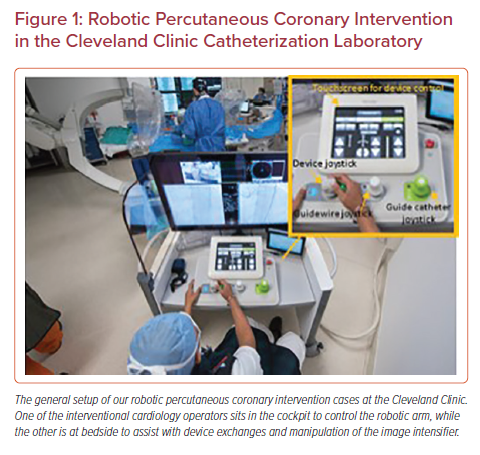 Figure 1: Robotic Percutaneous Coronary Intervention
in the Cleveland Clinic Catheterization Laboratory
Touchscreen for device control
Device joystick
Guidewire joystick
Guide catheter
joystick
The general setup of our robotic percutaneous coronary intervention cases at the Cleveland Clinic.
One of the interventional cardiology operators sits in the cockpit to control the robotic arm, while
the other is at bedside to assist with device exchanges and manipulation of the image intensifier.